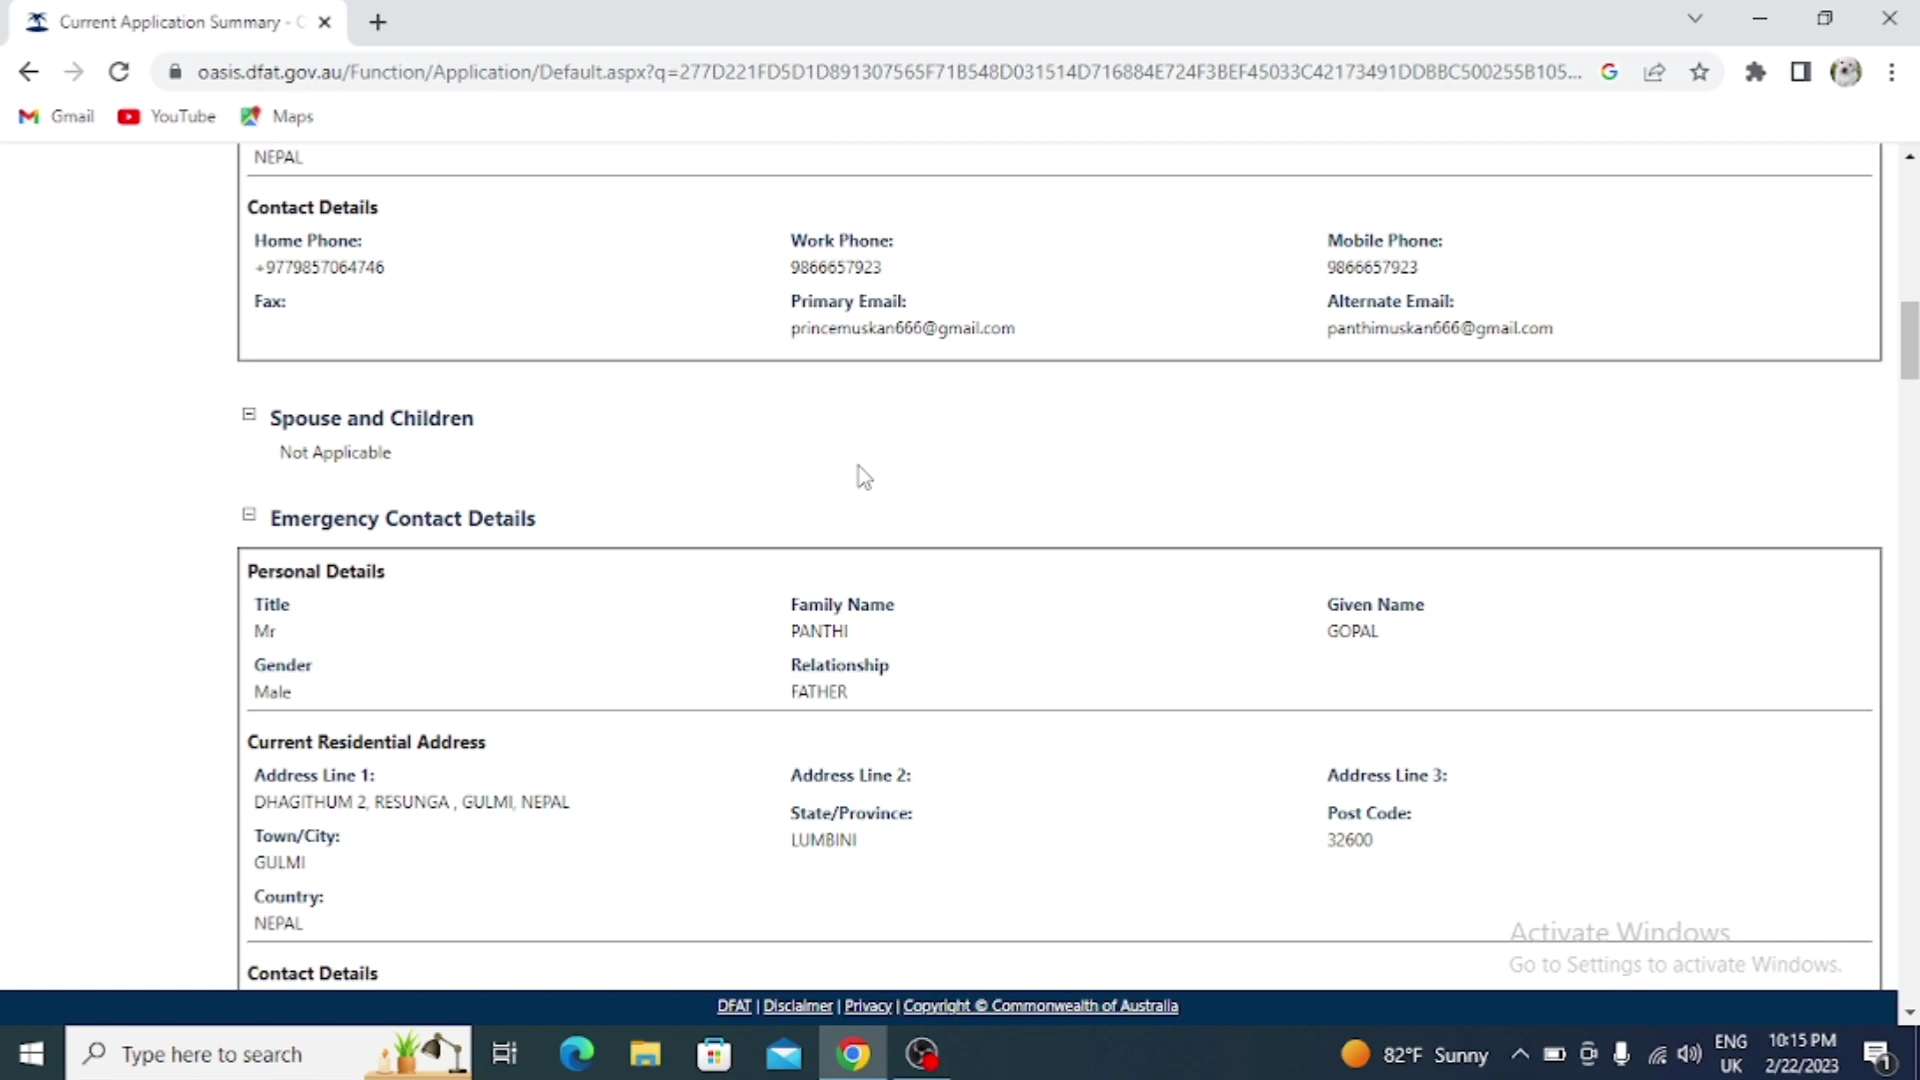 Current Application Summary - C
oasis.dfat.gov.au/Function/Application/Default.aspx?q=277D221FD5D1D891307565F71B548D031514D716884E724F3BEF45033C42173491DDBBC500255B105...
Gmail YouTube Maps
NEPAL
Contact Details
Home Phone: Work Phone: Mobile Phone:
+9779857064746 9866657923 9866657923
Fax: Primary Email: Alternate Email:
princemuskan666@gmail.com panthimuskan666@gmail.com
Spouse and Children
Not Applicable
Emergency Contact Details
Personal Details
Title Family Name Given Name
Mr PANTHI GOPAL
Gender Relationship
Male FATHER
Current Residential Address
Address Line 1: Address Line 2: Address Line 3:
DHAGITHUM 2, RESUNGA , GULMI, NEPAL
State/Province: Post Code:
Town/City:
LUMBINI 32600
GULMI
Country:
NEPAL
Activate Windows
Go to Settings to activate Windows.
Contact Details
DFAT | Disclaimer | Privacy | Copyright © Commonwealth of Australia
Type here to search
82°F Sunny
ENG
UK
10:15 PM
2/22/2023
1